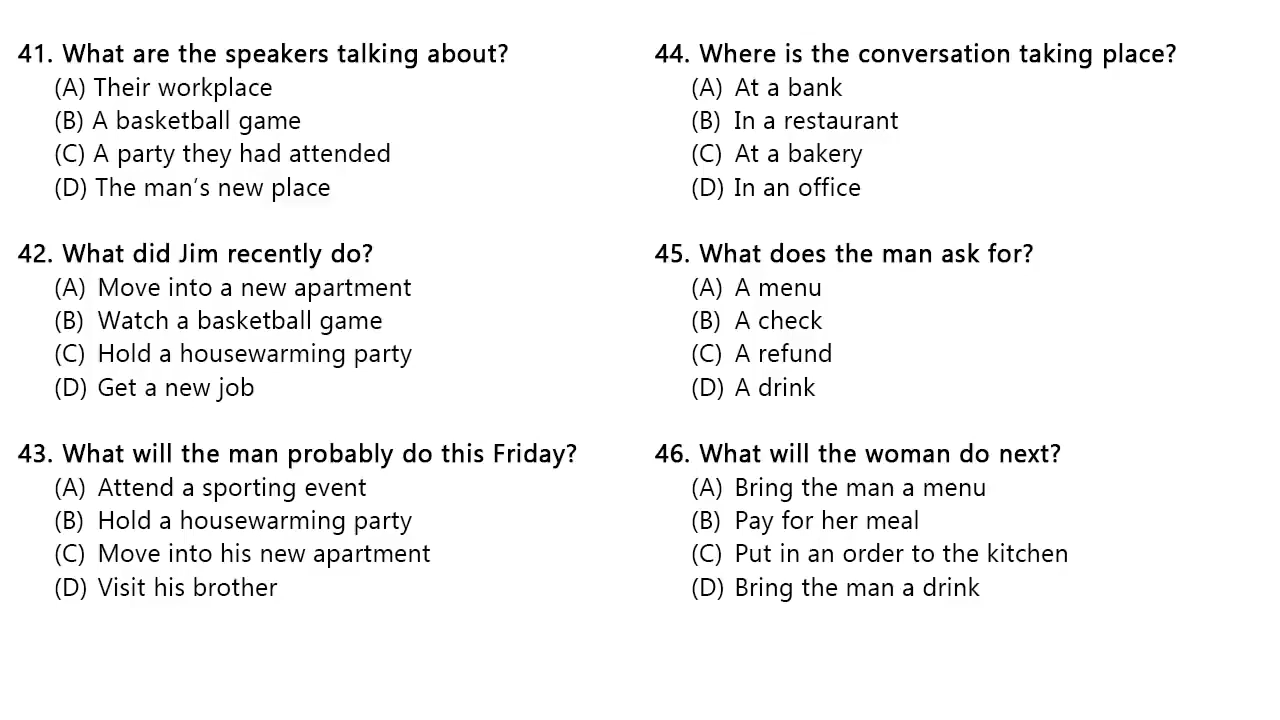 41. What are the speakers talking about?
(A) Their workplace
(B) A basketball game
(C) A party they had attended
(D) The man’s new place
42. What did Jim recently do?
(A) Move into a new apartment
(B) Watch a basketball game
(C) Hold a housewarming party
(D) Get a new job
43. What will the man probably do this Friday?
(A) Attend a sporting event
(B) Hold a housewarming party
(C) Move into his new apartment
(D) Visit his brother
44. Where is the conversation taking place?
(A) At a bank
(B) In a restaurant
(C) At a bakery
(D) In an office
45. What does the man ask for?
(A) A menu
(B) A check
(C) A refund
(D) A drink
46. What will the woman do next?
(A) Bring the man a menu
(B) Pay for her meal
(C) Put in an order to the kitchen
(D) Bring the man a drink